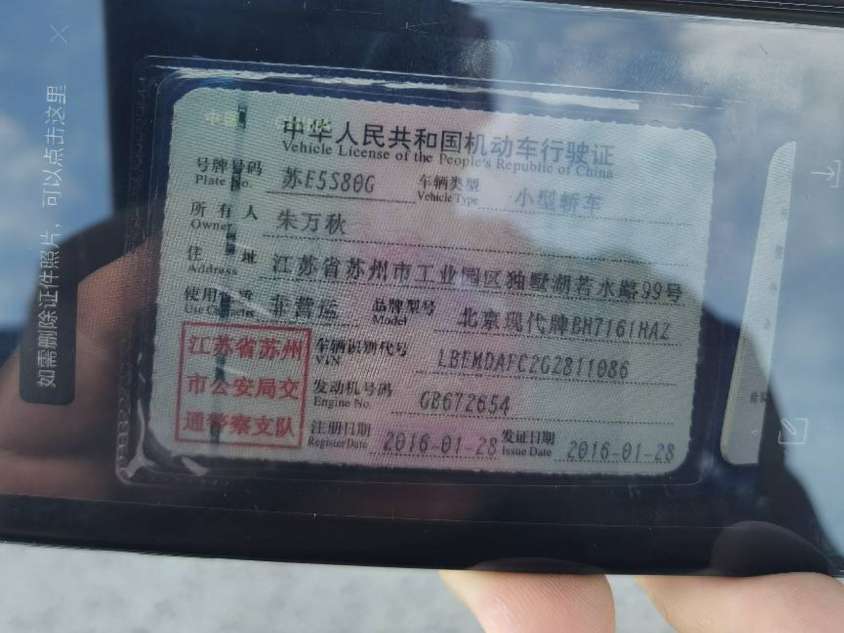 如需删除证件照片，可以点击这里
中华人民共和国机动车行驶证
Vehicle License of the People's Republic of China
号牌号码 苏E5S80G 车辆类型 小型轿车
Plate No. Vehicle Type
所有人 朱万秋
Owner
住址 江苏省苏州市工业园区独墅湖若水路99号
Address
使用性质 非营运 品牌型号 北京现代牌BH7161HAZ
Use Character Model
江苏省苏州
市公安局交
通警察支队
车辆识别代号 LBEMDAFC2GZ811086
VIN
发动机号码 GB672654
Engine No.
注册日期 2016-01-28 发证日期 2016-01-28
Register Date Issue Date